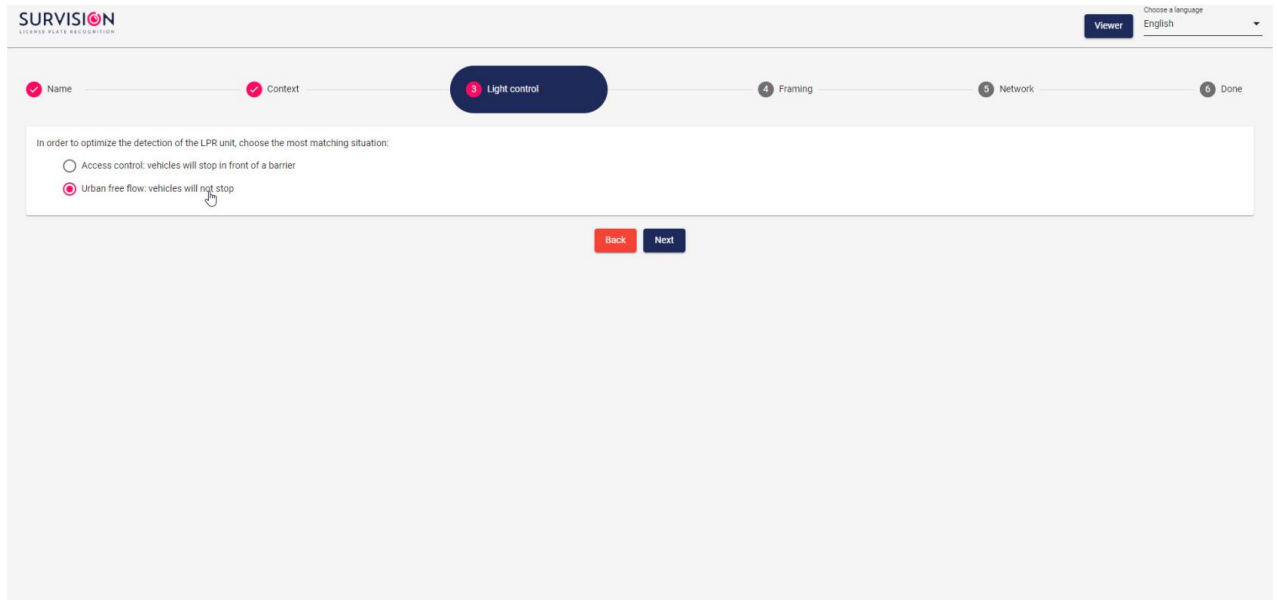 SURVISION
LICENSE PLATE RECOGNITION
Viewer
Choose a language
English
Name
Context
3 Light control
4 Framing
5 Network
6 Done
In order to optimize the detection of the LPR unit, choose the most matching situation:
Access control: vehicles will stop in front of a barrier
Urban free flow: vehicles will not stop
Back Next